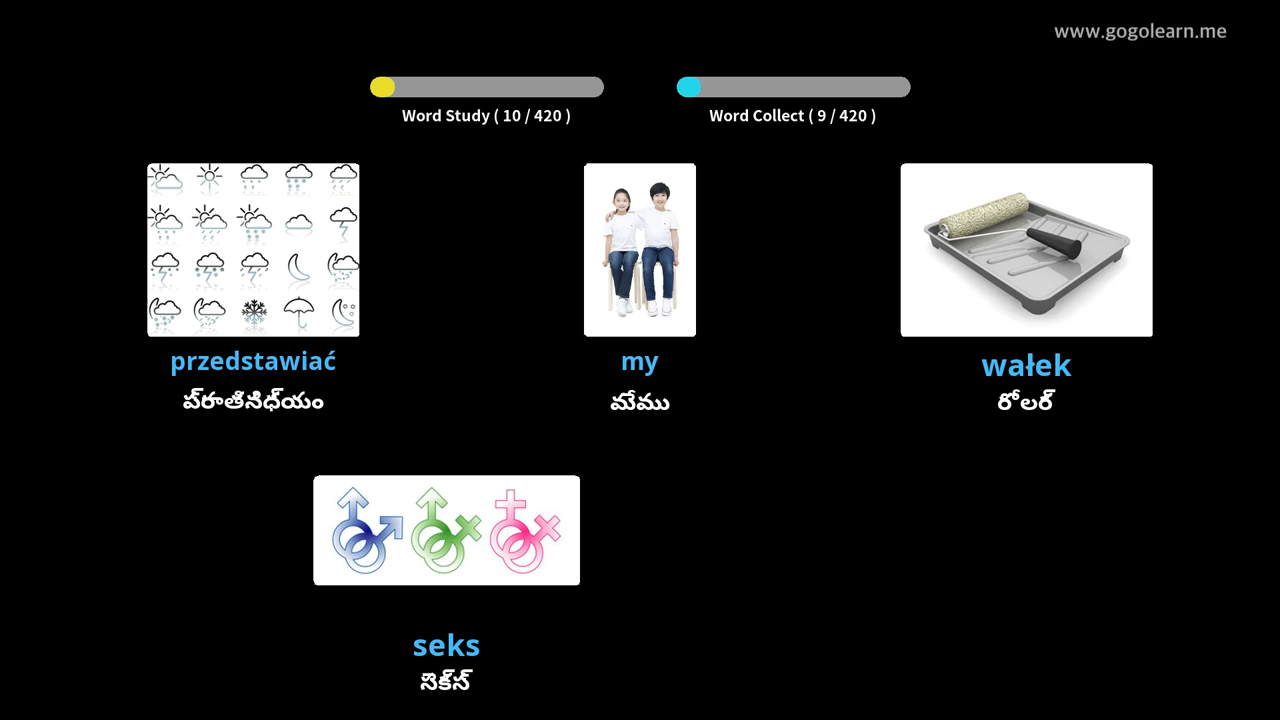 www.gogolearn.me
Word Study ( 10 / 420 )
Word Collect ( 9 / 420 )
przedstawiać
ప్రాతినిధ్యం
my
మేము
wałek
రోలర్
seks
సెక్స్